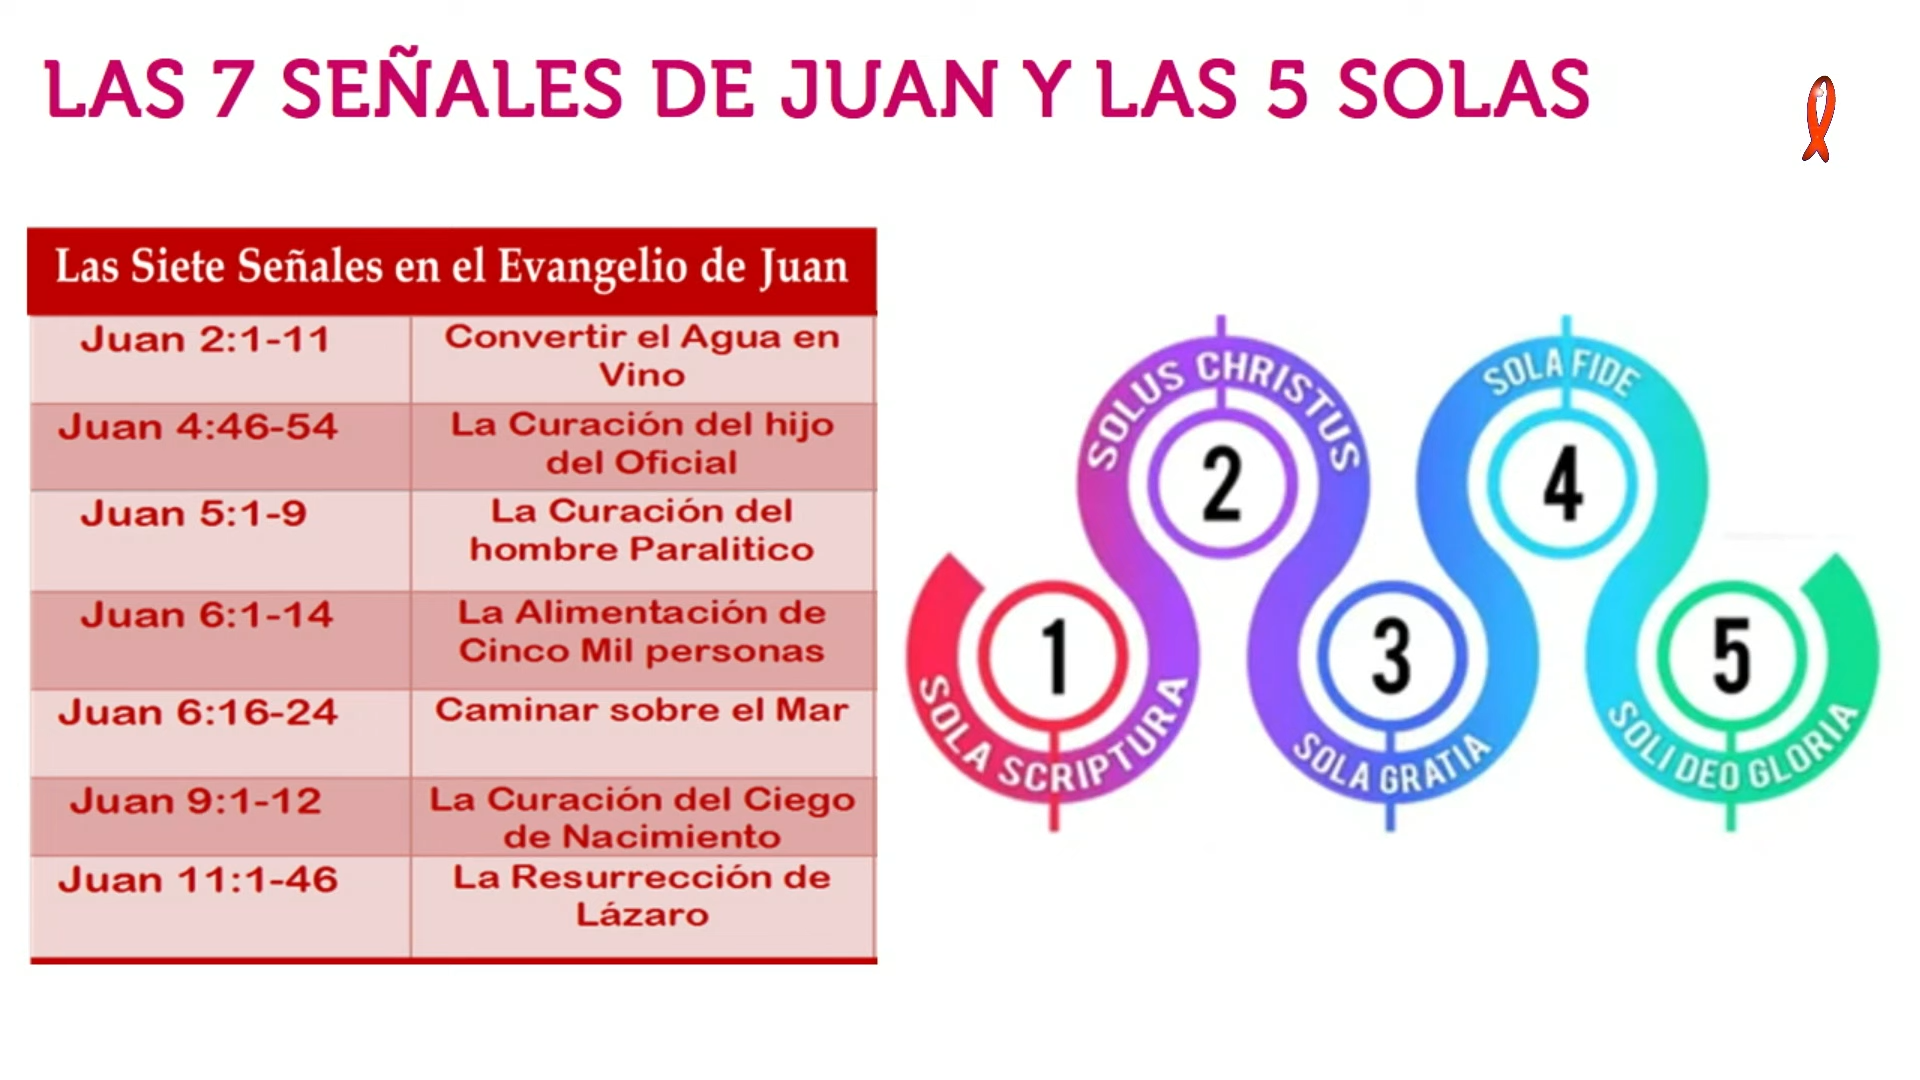 LAS 7 SEÑALES DE JUAN Y LAS 5 SOLAS
Las Siete Señales en el Evangelio de Juan
Juan 2:1-11
Convertir el Agua en
Vino
Juan 4:46-54
La Curación del hijo
del Oficial
Juan 5:1-9
La Curación del
hombre Paralitico
Juan 6:1-14
La Alimentación de
Cinco Mil personas
Juan 6:16-24
Caminar sobre el Mar
Juan 9:1-12
La Curación del Ciego
de Nacimiento
Juan 11:1-46
La Resurrección de
Lázaro
1
SOLA SCRIPTURA
2
SOLUS CHRISTUS
3
SOLA GRATIA
4
SOLA FIDE
5
SOLI DEO GLORIA